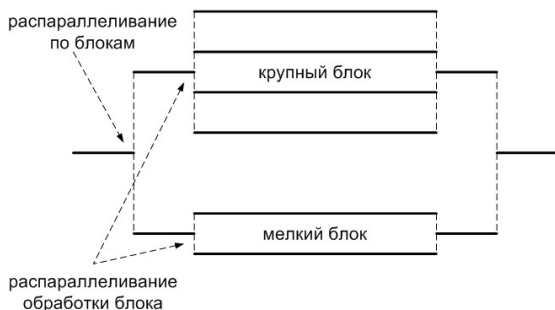 распараллеливание
по блокам
крупный блок
мелкий блок
распараллеливание
обработки блока